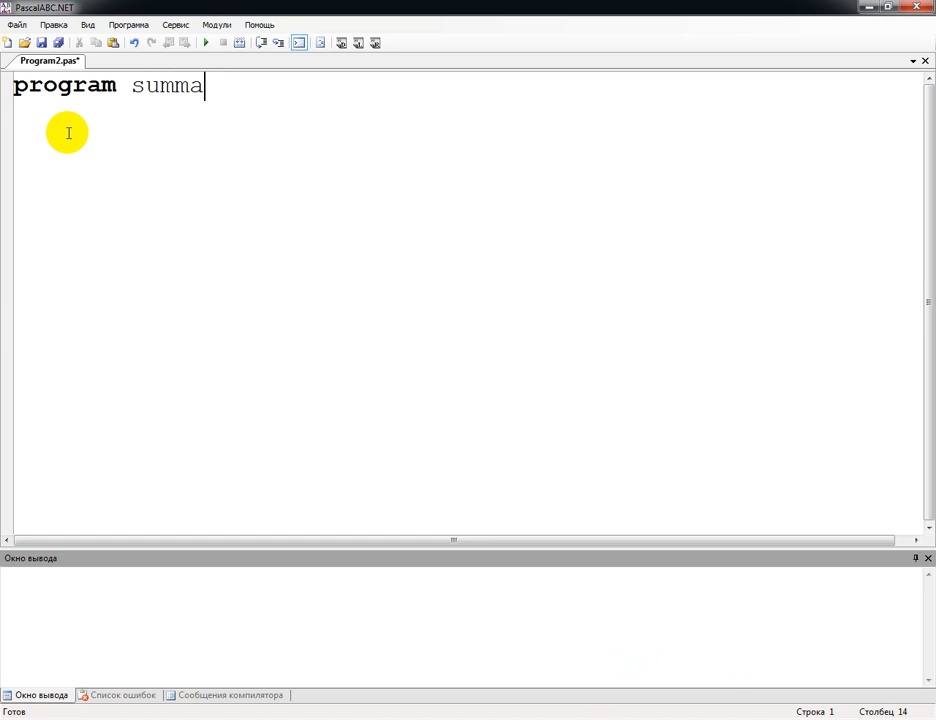 PascalABC.NET
Файл Правка Вид Программа Сервис Модули Помощь
Program2.pas*
program summa
Окно вывода
Окно вывода Список ошибок Сообщения компилятора
Готов Строка 1 Столбец 14